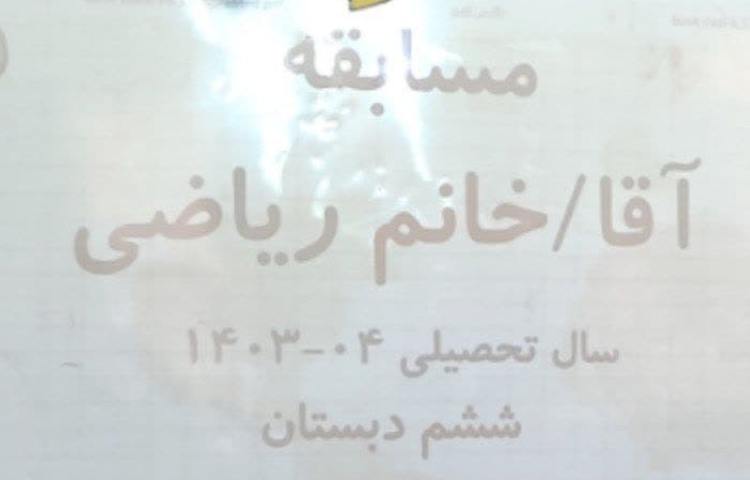 مسابقه
آقا/خانم ریاضی
سال تحصیلی ۰۴-۱۴۰۳
ششم دبستان